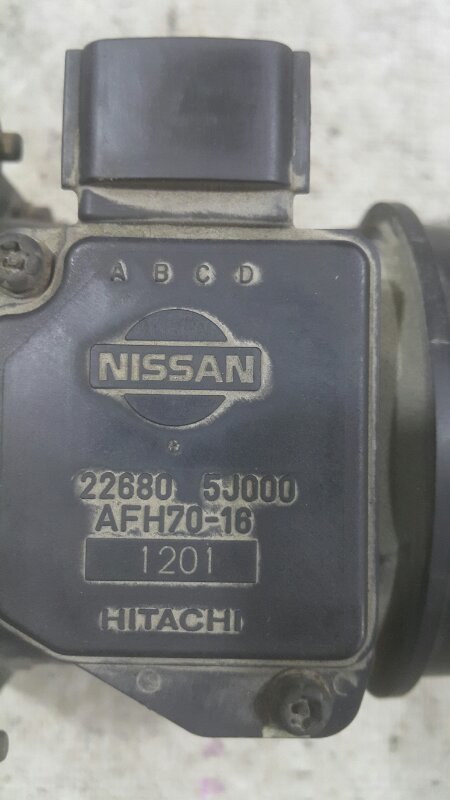 A B C D
NISSAN
22680 5J000
AFH70-16
1201
HITACHI